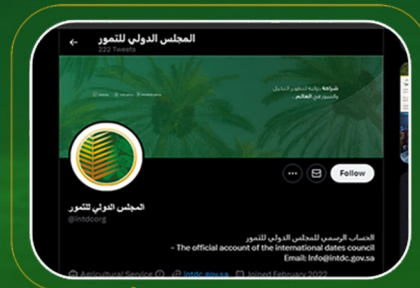 المجلس الدولي للتمور
222 Tweets
شراكة دولية لتطوير النخيل
والتمور في العالم ..
Follow
المجلس الدولي للتمور
@intdcorg
الحساب الرسمي للمجلس الدولي للتمور
- The official account of the international dates council
Email: Info@intdc.gov.sa
Agricultural Service intdc.gov.sa Joined February 2022